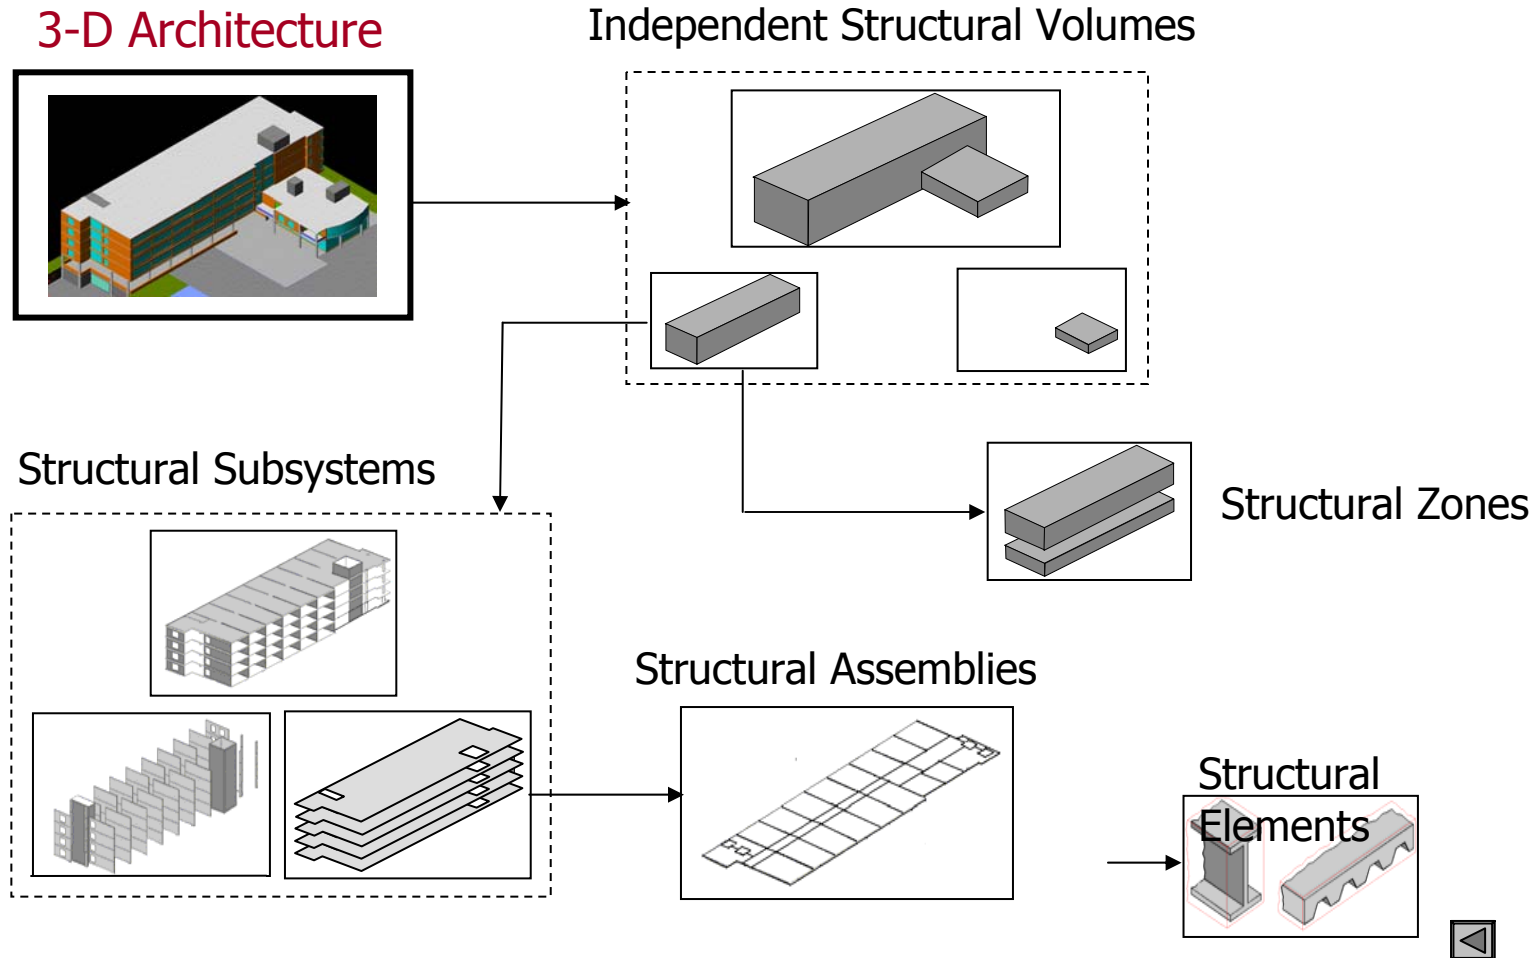 3-D Architecture
Independent Structural Volumes
Structural Subsystems
Structural Zones
Structural Assemblies
Structural
Elements